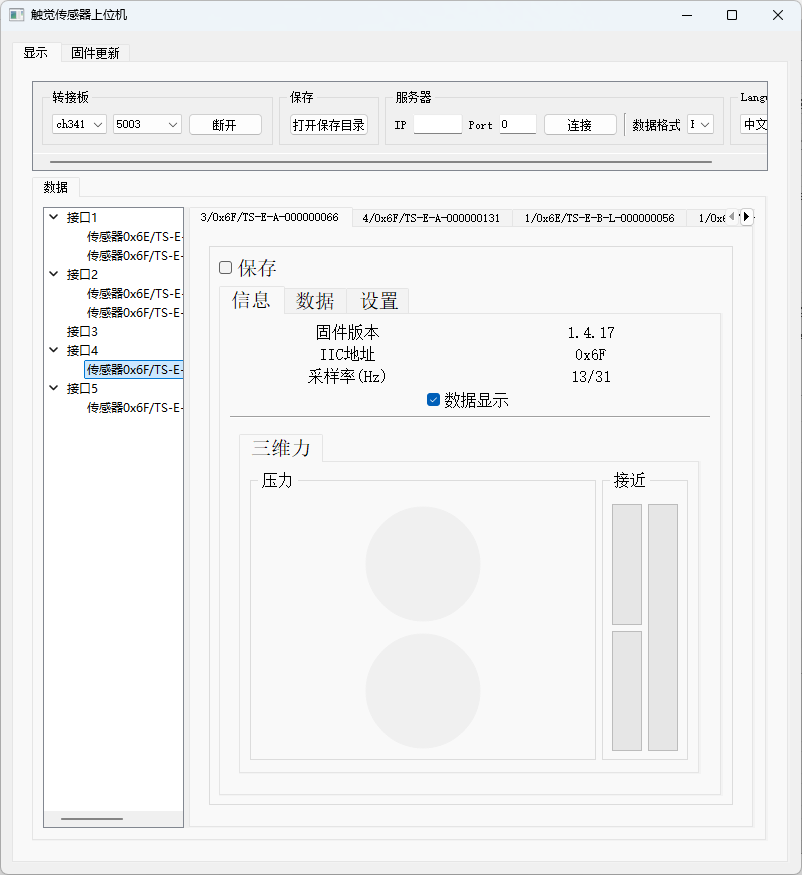 触觉传感器上位机
显示 固件更新
转接板 保存 服务器
ch341 5003 断开 打开保存目录 IP Port 0 连接 数据格式 中文
数据
接口1
传感器0x6E/TS-E-
传感器0x6F/TS-E-
接口2
传感器0x6E/TS-E-
传感器0x6F/TS-E-
接口3
接口4
传感器0x6F/TS-E-
接口5
传感器0x6F/TS-E-
3/0x6F/TS-E-A-000000066 4/0x6F/TS-E-A-000000131 1/0x6E/TS-E-B-L-000000056
保存
信息 数据 设置
固件版本 1.4.17
IIC地址 0x6F
采样率(Hz) 13/31
数据显示
三维力
压力 接近